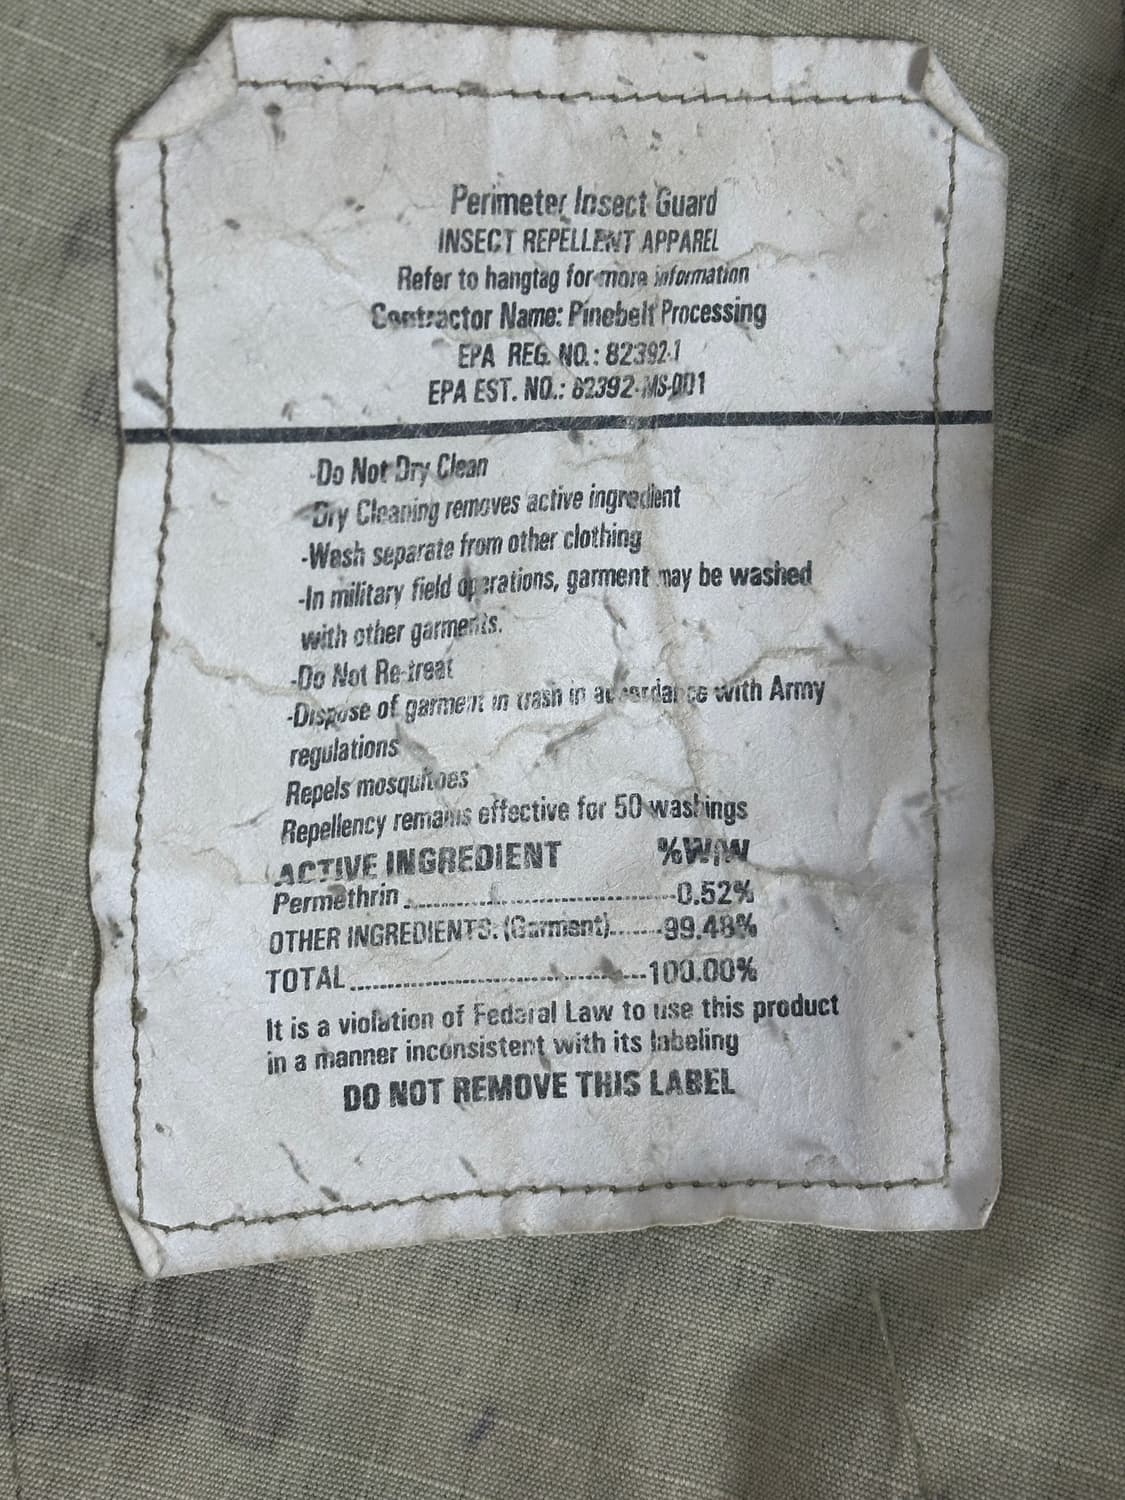 Perimeter Insect Guard
INSECT REPELLENT APPAREL
Refer to hangtag for more information
Contractor Name: Pinebelt Processing
EPA REG. NO.: 82392-1
EPA EST. NO.: 82392-MS-001
-Do Not Dry Clean
-Dry Cleaning removes active ingredient
-Wash separate from other clothing
-In military field operations, garment may be washed
with other garments.
-Do Not Re-treat
-Dispose of garment in trash in accordance with Army
regulations
Repels mosquitoes
Repellency remains effective for 50 washings
ACTIVE INGREDIENT %W/W
Permethrin..............................0.52%
OTHER INGREDIENTS: (Garment).......99.48%
TOTAL..................................100.00%
It is a violation of Federal Law to use this product
in a manner inconsistent with its labeling
DO NOT REMOVE THIS LABEL